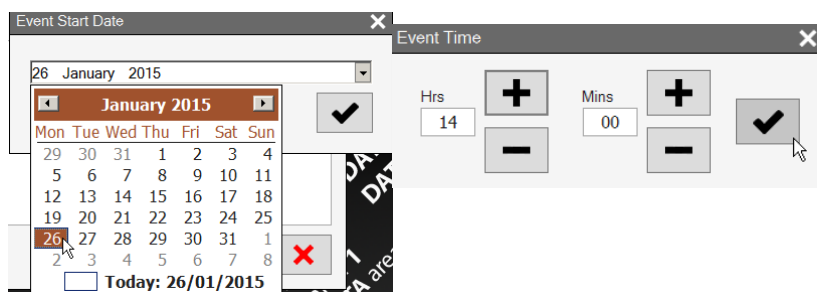 Event Start Date
26 January 2015
January 2015
Mon Tue Wed Thu Fri Sat Sun
29 30 31 1 2 3 4
5 6 7 8 9 10 11
12 13 14 15 16 17 18
19 20 21 22 23 24 25
26 27 28 29 30 31 1
2 3 4 5 6 7 8
Today: 26/01/2015
are
Event Time
Hrs
14
Mins
00